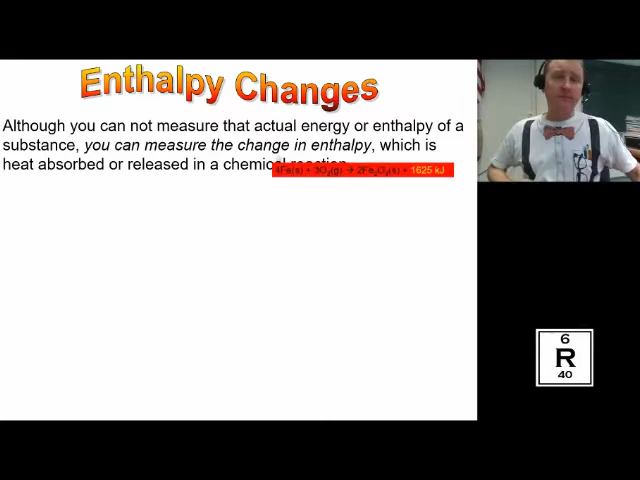 Enthalpy Changes
Although you can not measure that actual energy or enthalpy of a
substance, you can measure the change in enthalpy, which is
heat absorbed or released in a chemical reaction
4Fe(s) + 3O₂(g) → 2Fe₂O₃(s) + 1625 kJ
6
R
40